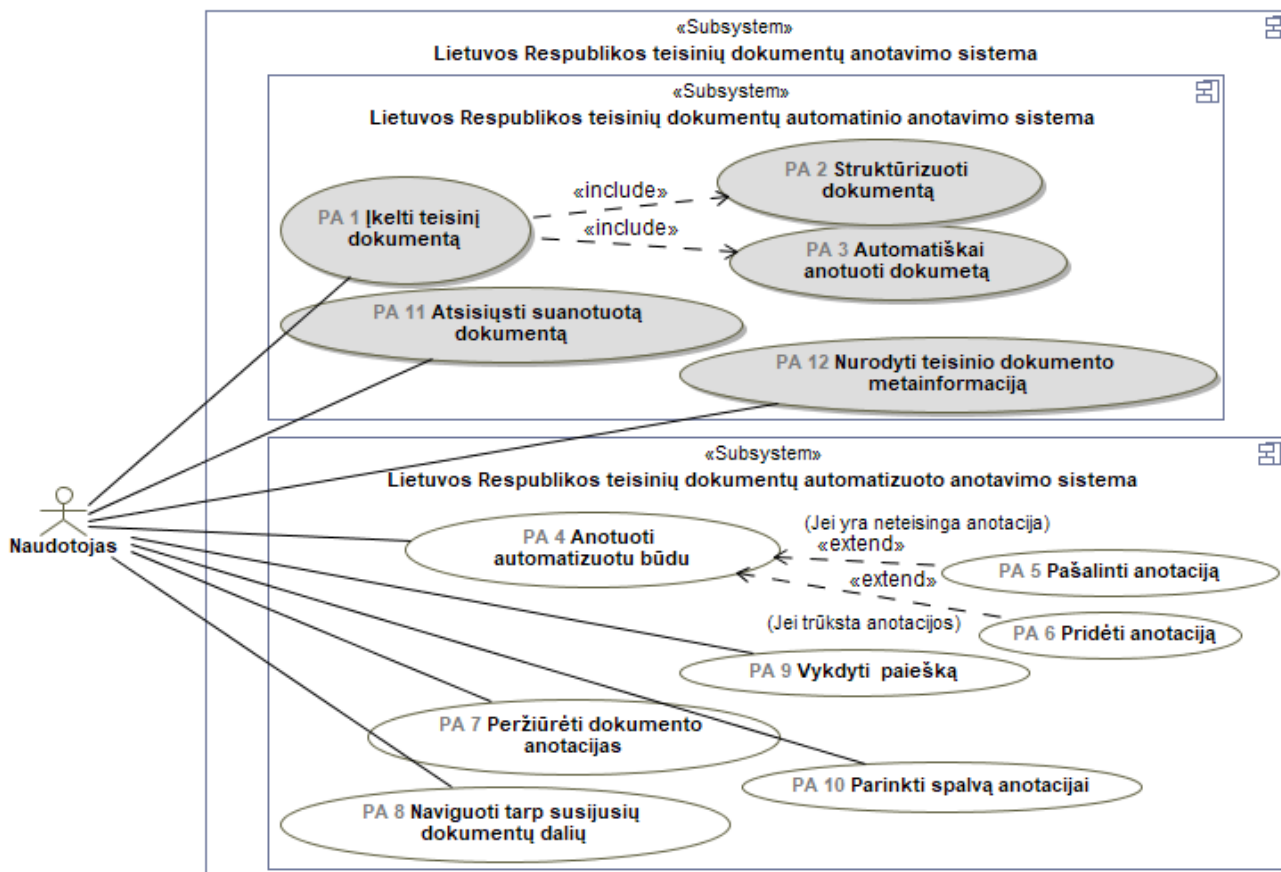 «Subsystem»
Lietuvos Respublikos teisinių dokumentų anotavimo sistema
«Subsystem»
Lietuvos Respublikos teisinių dokumentų automatinio anotavimo sistema
PA 1 Įkelti teisinį
dokumentą
«include»
«include»
PA 2 Struktūrizuoti
dokumentą
PA 3 Automatiškai
anotuoti dokumetą
PA 11 Atsisiųsti suanotuotą
dokumentą
PA 12 Nurodyti teisinio dokumento
metainformaciją
Naudotojas
«Subsystem»
Lietuvos Respublikos teisinių dokumentų automatizuoto anotavimo sistema
PA 4 Anotuoti
automatizuotu būdu
(Jei yra neteisinga anotacija)
«extend»
«extend»
(Jei trūksta anotacijos)
PA 5 Pašalinti anotaciją
PA 6 Pridėti anotaciją
PA 9 Vykdyti paiešką
PA 7 Peržiūrėti dokumento
anotacijas
PA 10 Parinkti spalvą anotacijai
PA 8 Naviguoti tarp susijusių
dokumentų dalių